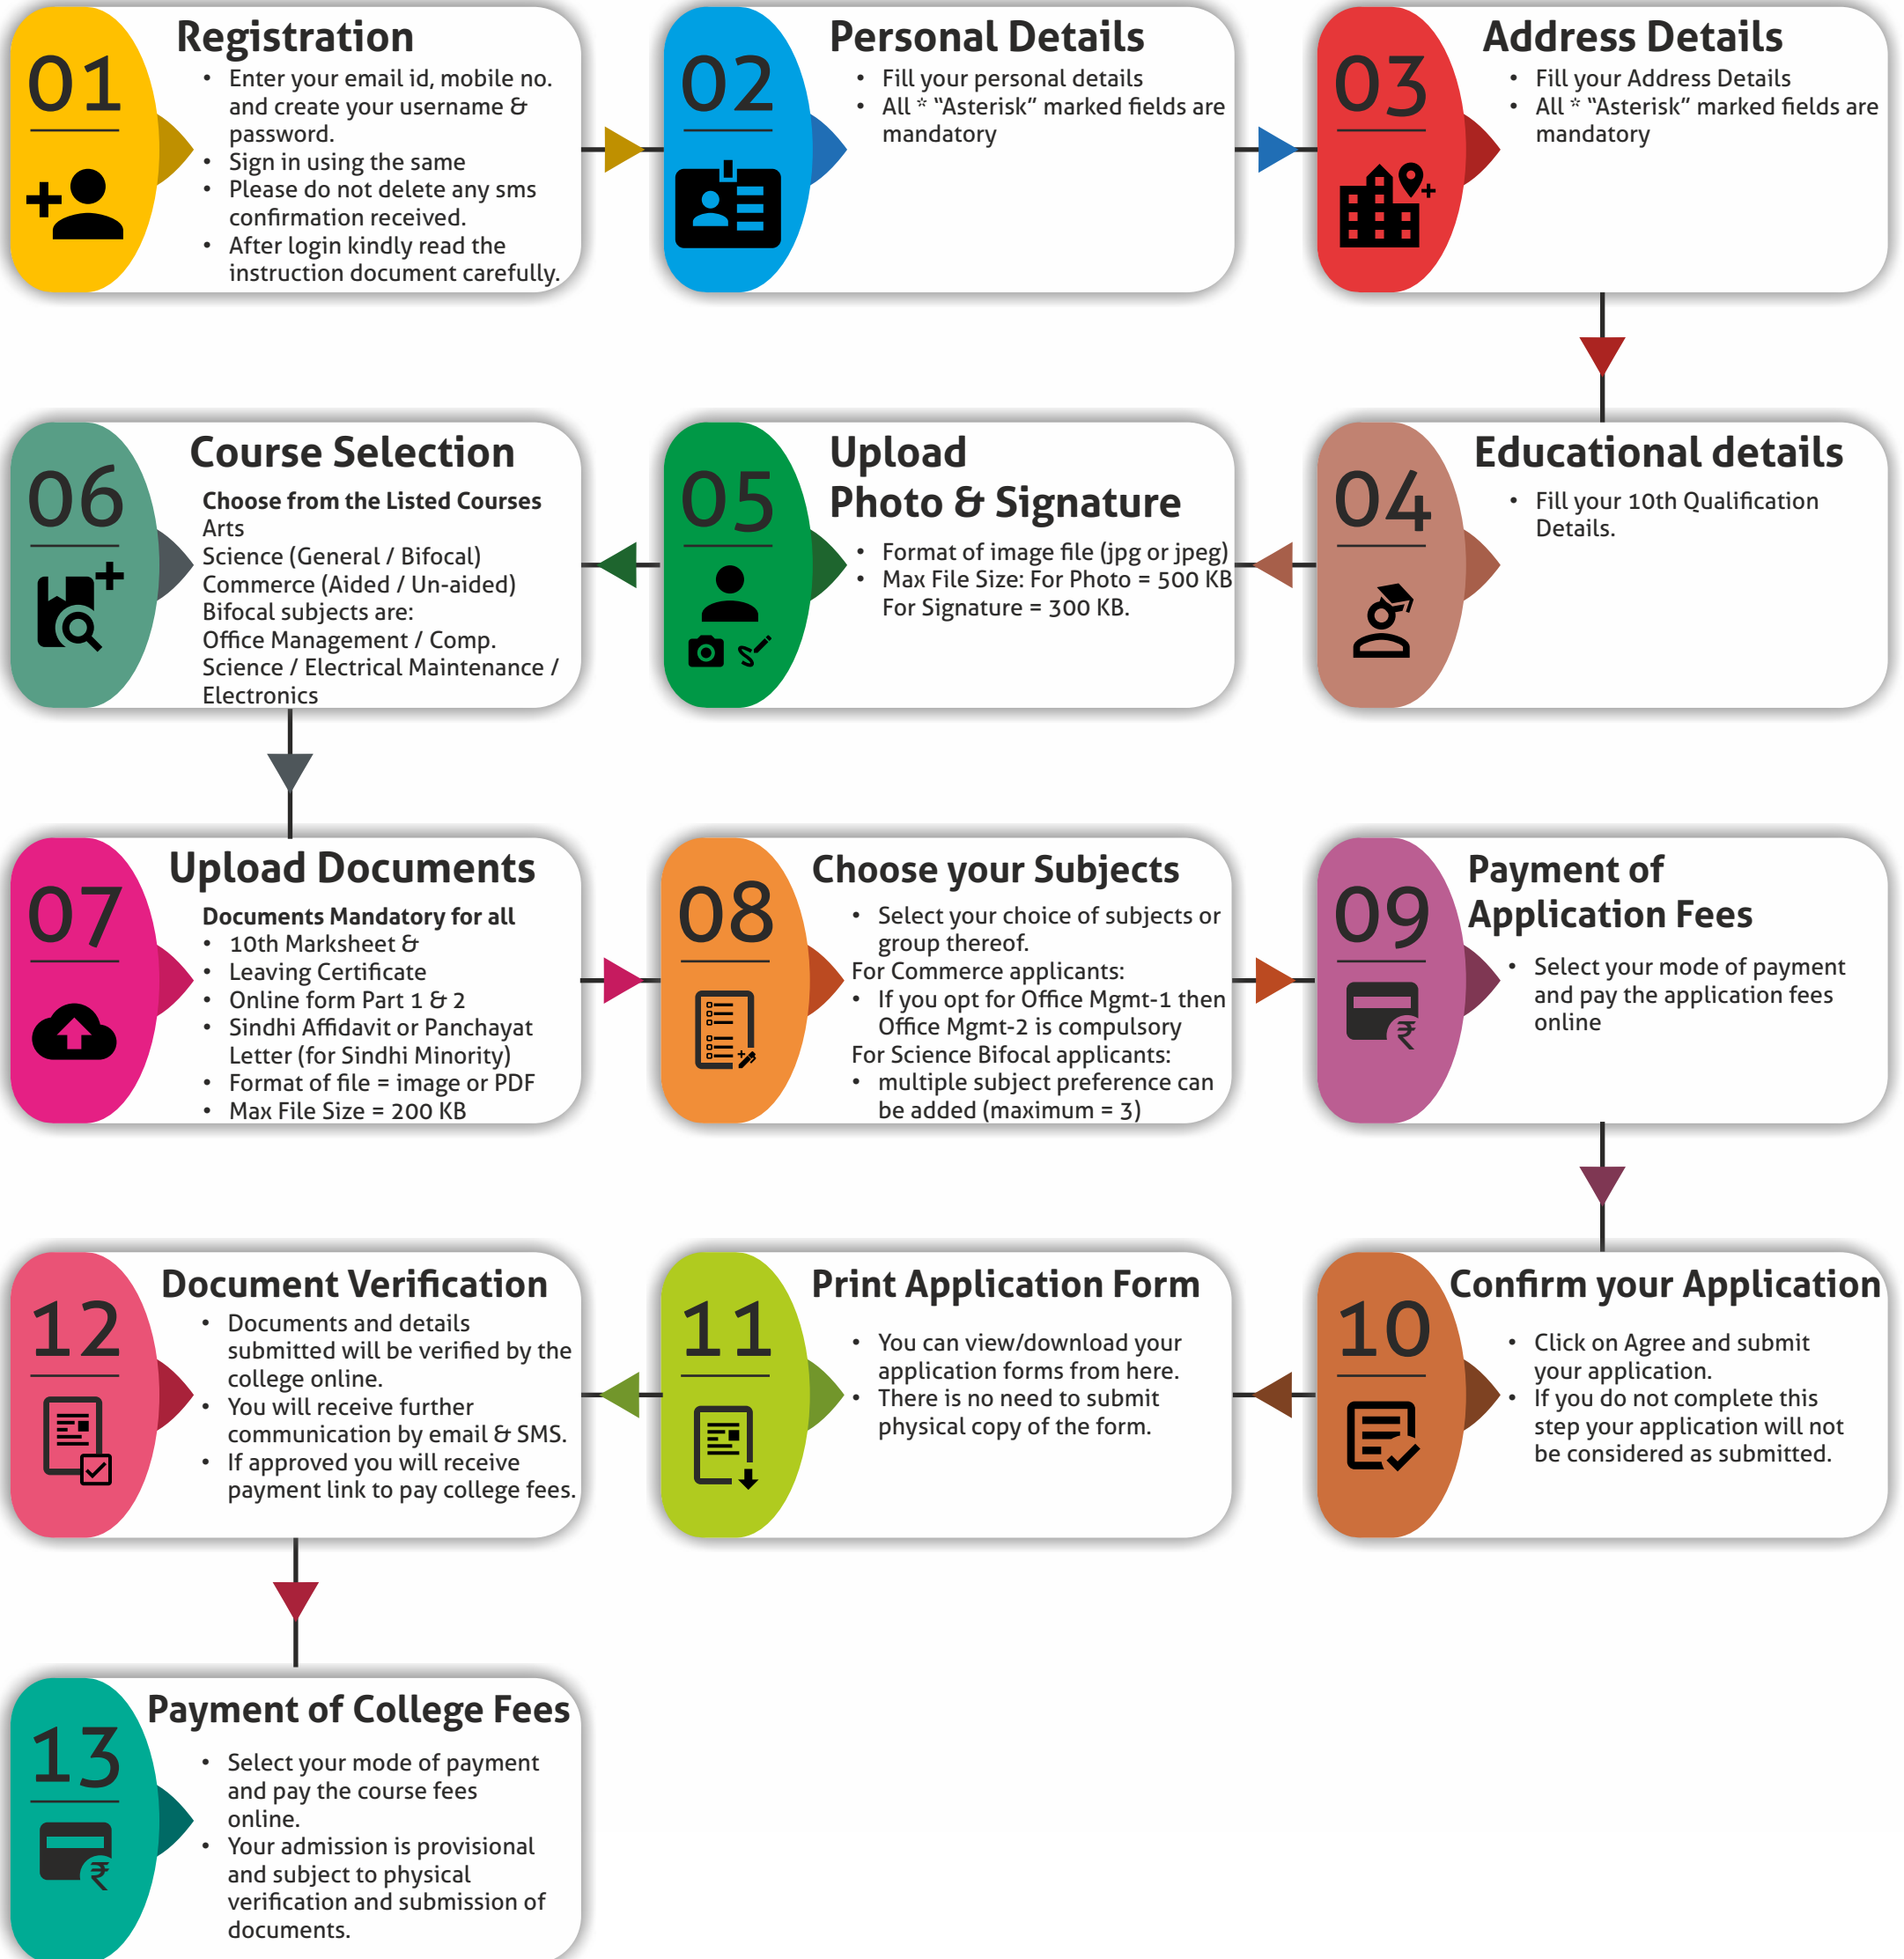 01
Registration
• Enter your email id, mobile no.
and create your username &
password.
• Sign in using the same
• Please do not delete any sms
confirmation received.
• After login kindly read the
instruction document carefully.
02
Personal Details
• Fill your personal details
• All * “Asterisk” marked fields are
mandatory
03
Address Details
• Fill your Address Details
• All * “Asterisk” marked fields are
mandatory
04
Educational details
• Fill your 10th Qualification
Details.
05
Upload
Photo & Signature
• Format of image file (jpg or jpeg)
• Max File Size: For Photo = 500 KB
For Signature = 300 KB.
06
Course Selection
Choose from the Listed Courses
Arts
Science (General / Bifocal)
Commerce (Aided / Un-aided)
Bifocal subjects are:
Office Management / Comp.
Science / Electrical Maintenance /
Electronics
07
Upload Documents
Documents Mandatory for all
• 10th Marksheet &
• Leaving Certificate
• Online form Part 1 & 2
• Sindhi Affidavit or Panchayat
Letter (for Sindhi Minority)
• Format of file = image or PDF
• Max File Size = 200 KB
08
Choose your Subjects
• Select your choice of subjects or
group thereof.
For Commerce applicants:
• If you opt for Office Mgmt-1 then
Office Mgmt-2 is compulsory
For Science Bifocal applicants:
• multiple subject preference can
be added (maximum = 3)
09
Payment of
Application Fees
• Select your mode of payment
and pay the application fees
online
₹
10
Confirm your Application
• Click on Agree and submit
your application.
• If you do not complete this
step your application will not
be considered as submitted.
11
Print Application Form
• You can view/download your
application forms from here.
• There is no need to submit
physical copy of the form.
12
Document Verification
• Documents and details
submitted will be verified by the
college online.
• You will receive further
communication by email & SMS.
• If approved you will receive
payment link to pay college fees.
13
Payment of College Fees
• Select your mode of payment
and pay the course fees
online.
• Your admission is provisional
and subject to physical
verification and submission of
documents.
₹